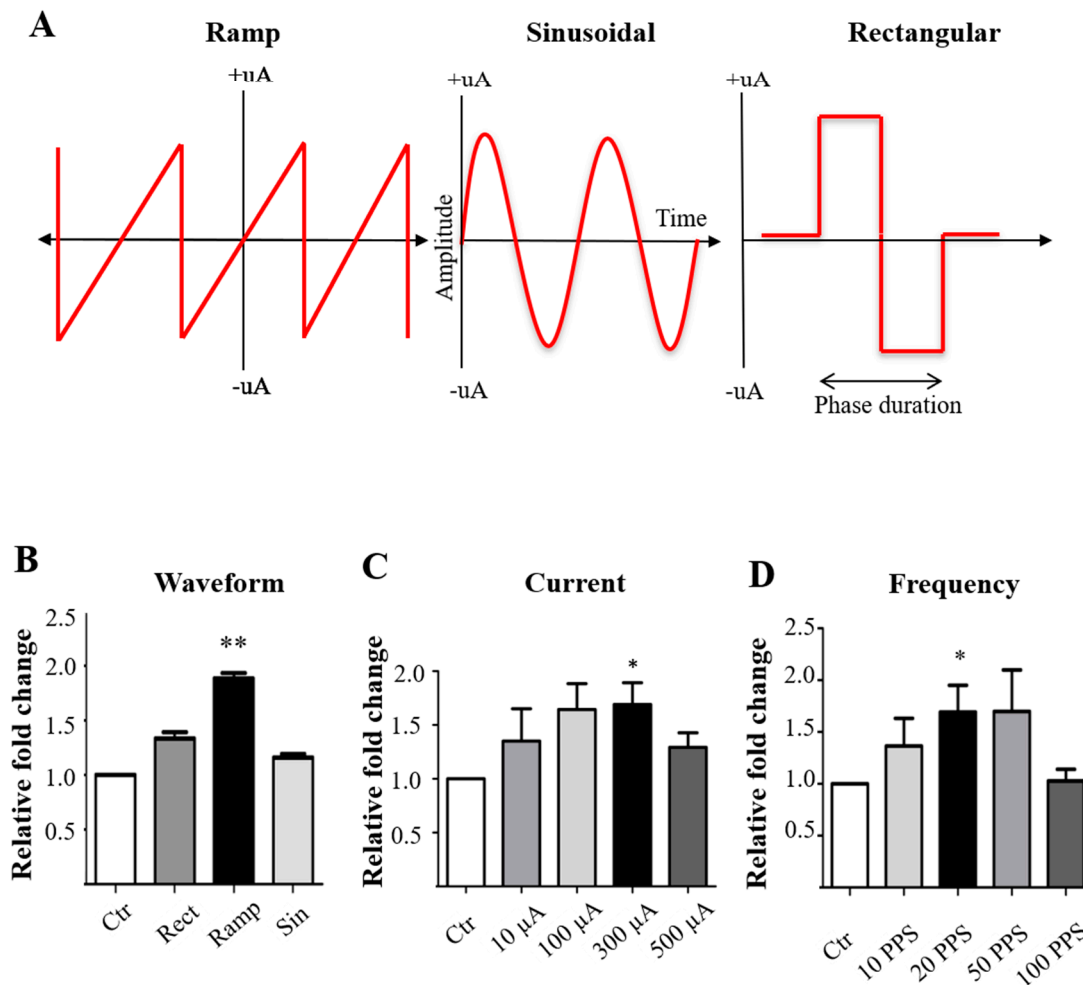 A
Ramp
Sinusoidal
Rectangular
+uA
+uA
+uA
Amplitude
Time
-uA
-uA
-uA
Phase duration
B
Waveform
Relative fold change
2.5
2.0
1.5
1.0
0.5
**
Ctr
Rect
Ramp
Sin
C
Current
Relative fold change
2.0
1.5
1.0
0.5
*
Ctr
10 µA
100 µA
300 µA
500 µA
D
Frequency
Relative fold change
2.5
2.0
1.5
1.0
0.5
*
Ctr
10 PPS
20 PPS
50 PPS
100 PPS